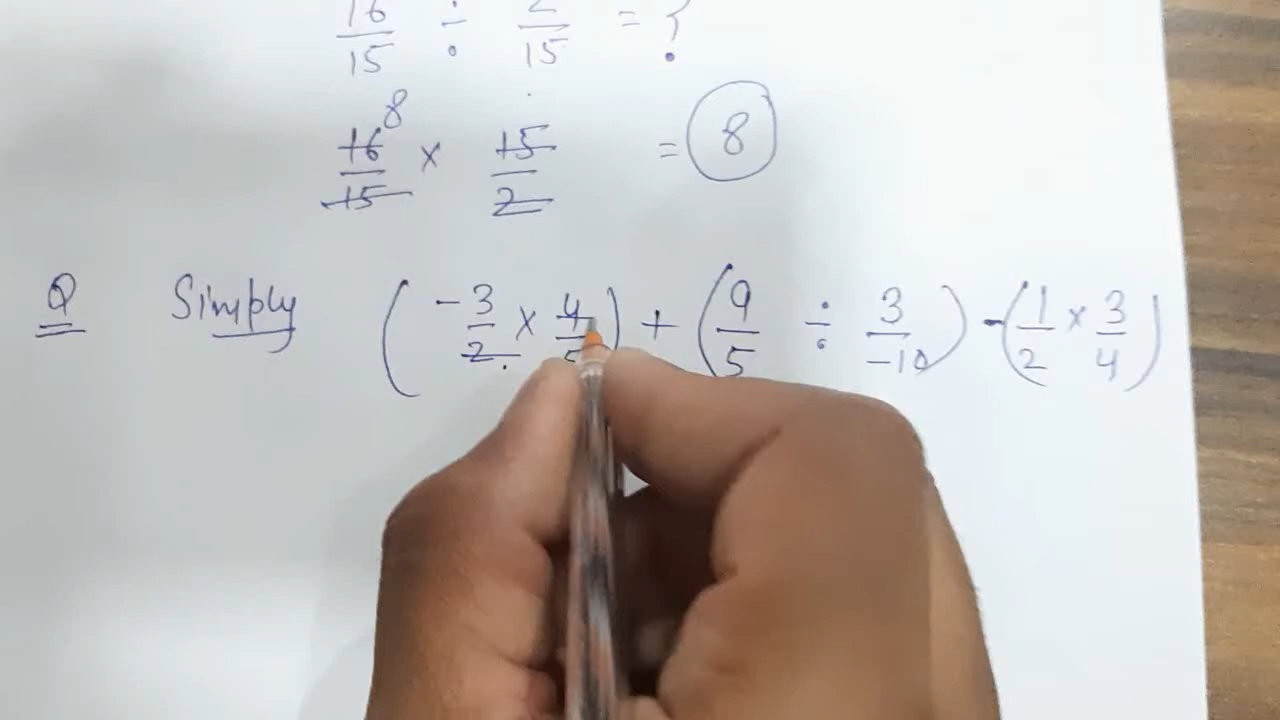 16/15 ÷ 2/15 = ?
8
16/15 × 15/2 = 8
Q Simply (-3/2 × 4/5) + (9/5 ÷ 3/-10) - (1/2 × 3/4)